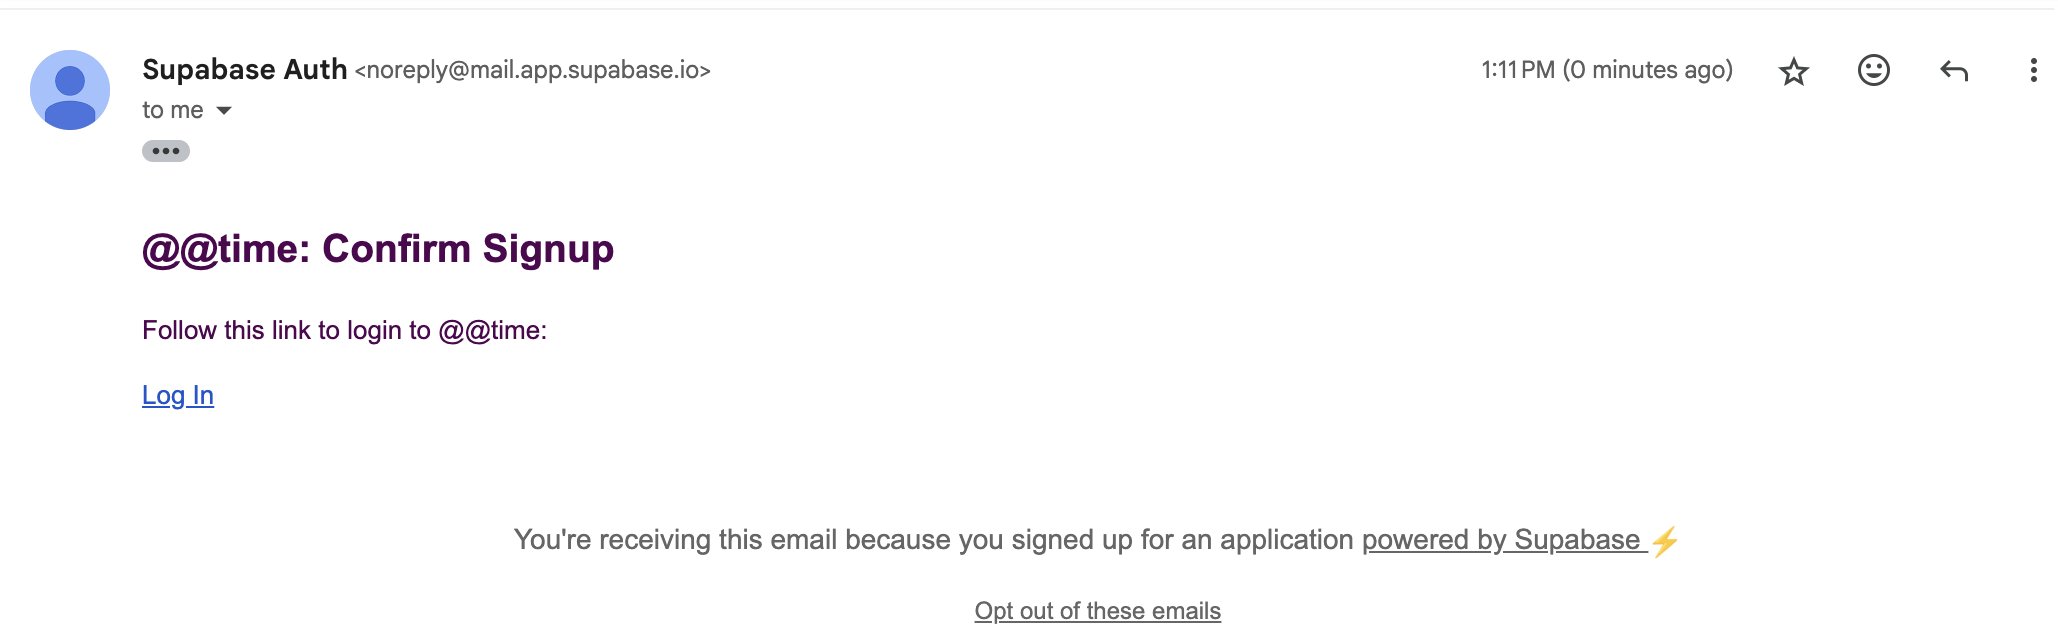 Supabase Auth <noreply@mail.app.supabase.io> 1:11 PM (0 minutes ago)
to me
@@time: Confirm Signup
Follow this link to login to @@time:
Log In
You're receiving this email because you signed up for an application powered by Supabase ⚡
Opt out of these emails